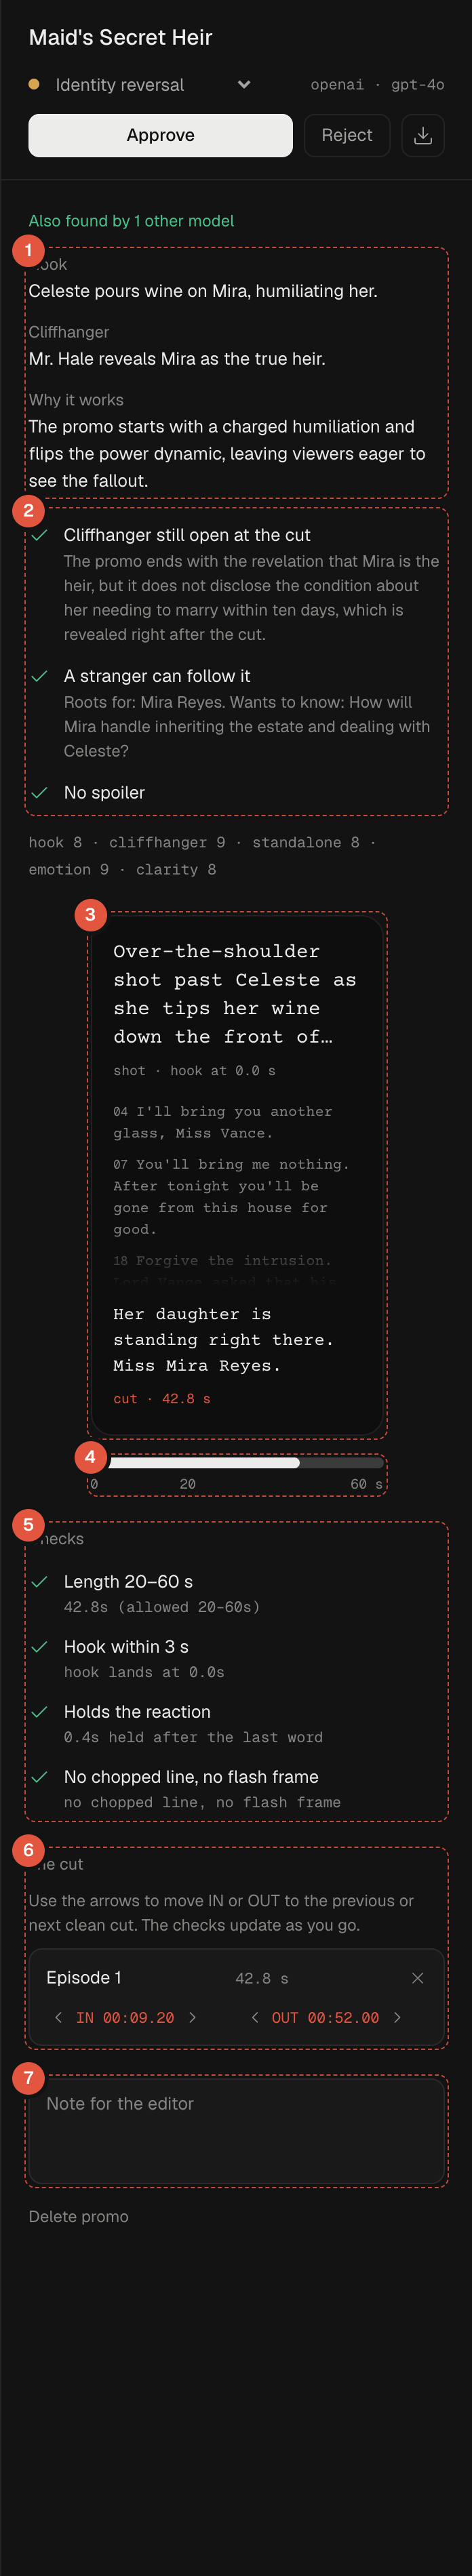 Maid's Secret Heir
Identity reversal
openai · gpt-4o
Approve
Reject
Also found by 1 other model
1
Celeste pours wine on Mira, humiliating her.
Cliffhanger
Mr. Hale reveals Mira as the true heir.
Why it works
The promo starts with a charged humiliation and
flips the power dynamic, leaving viewers eager to
see the fallout.
2
Cliffhanger still open at the cut
The promo ends with the revelation that Mira is the
heir, but it does not disclose the condition about
her needing to marry within ten days, which is
revealed right after the cut.
A stranger can follow it
Roots for: Mira Reyes. Wants to know: How will
Mira handle inheriting the estate and dealing with
Celeste?
No spoiler
hook 8 · cliffhanger 9 · standalone 8 ·
emotion 9 · clarity 8
3
Over-the-shoulder
shot past Celeste as
she tips her wine
down the front of…
shot · hook at 0.0 s
04 I'll bring you another
glass, Miss Vance.
07 You'll bring me nothing.
After tonight you'll be
gone from this house for
good.
18 Forgive the intrusion.
Lord Vance asked that his
Her daughter is
standing right there.
Miss Mira Reyes.
cut · 42.8 s
4
0
20
60 s
5
Length 20–60 s
42.8s (allowed 20–60s)
Hook within 3 s
hook lands at 0.0s
Holds the reaction
0.4s held after the last word
No chopped line, no flash frame
no chopped line, no flash frame
6
cut
Use the arrows to move IN or OUT to the previous or
next clean cut. The checks update as you go.
Episode 1
42.8 s
IN 00:09.20
OUT 00:52.00
7
Note for the editor
Delete promo